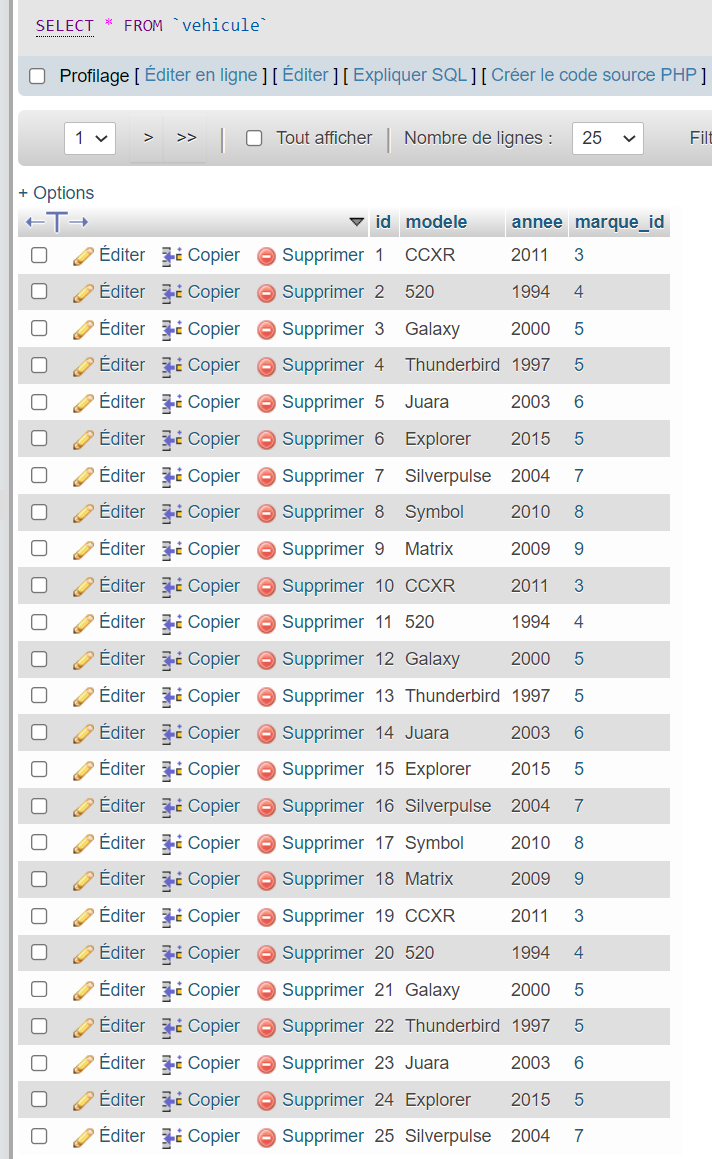 SELECT * FROM `vehicule`
Profilage [ Éditer en ligne ] [ Éditer ] [ Expliquer SQL ] [ Créer le code source PHP ]
1 > >> | Tout afficher | Nombre de lignes : 25 Filt
+ Options
←T→ id modele annee marque_id
Éditer Copier Supprimer 1 CCXR 2011 3
Éditer Copier Supprimer 2 520 1994 4
Éditer Copier Supprimer 3 Galaxy 2000 5
Éditer Copier Supprimer 4 Thunderbird 1997 5
Éditer Copier Supprimer 5 Juara 2003 6
Éditer Copier Supprimer 6 Explorer 2015 5
Éditer Copier Supprimer 7 Silverpulse 2004 7
Éditer Copier Supprimer 8 Symbol 2010 8
Éditer Copier Supprimer 9 Matrix 2009 9
Éditer Copier Supprimer 10 CCXR 2011 3
Éditer Copier Supprimer 11 520 1994 4
Éditer Copier Supprimer 12 Galaxy 2000 5
Éditer Copier Supprimer 13 Thunderbird 1997 5
Éditer Copier Supprimer 14 Juara 2003 6
Éditer Copier Supprimer 15 Explorer 2015 5
Éditer Copier Supprimer 16 Silverpulse 2004 7
Éditer Copier Supprimer 17 Symbol 2010 8
Éditer Copier Supprimer 18 Matrix 2009 9
Éditer Copier Supprimer 19 CCXR 2011 3
Éditer Copier Supprimer 20 520 1994 4
Éditer Copier Supprimer 21 Galaxy 2000 5
Éditer Copier Supprimer 22 Thunderbird 1997 5
Éditer Copier Supprimer 23 Juara 2003 6
Éditer Copier Supprimer 24 Explorer 2015 5
Éditer Copier Supprimer 25 Silverpulse 2004 7